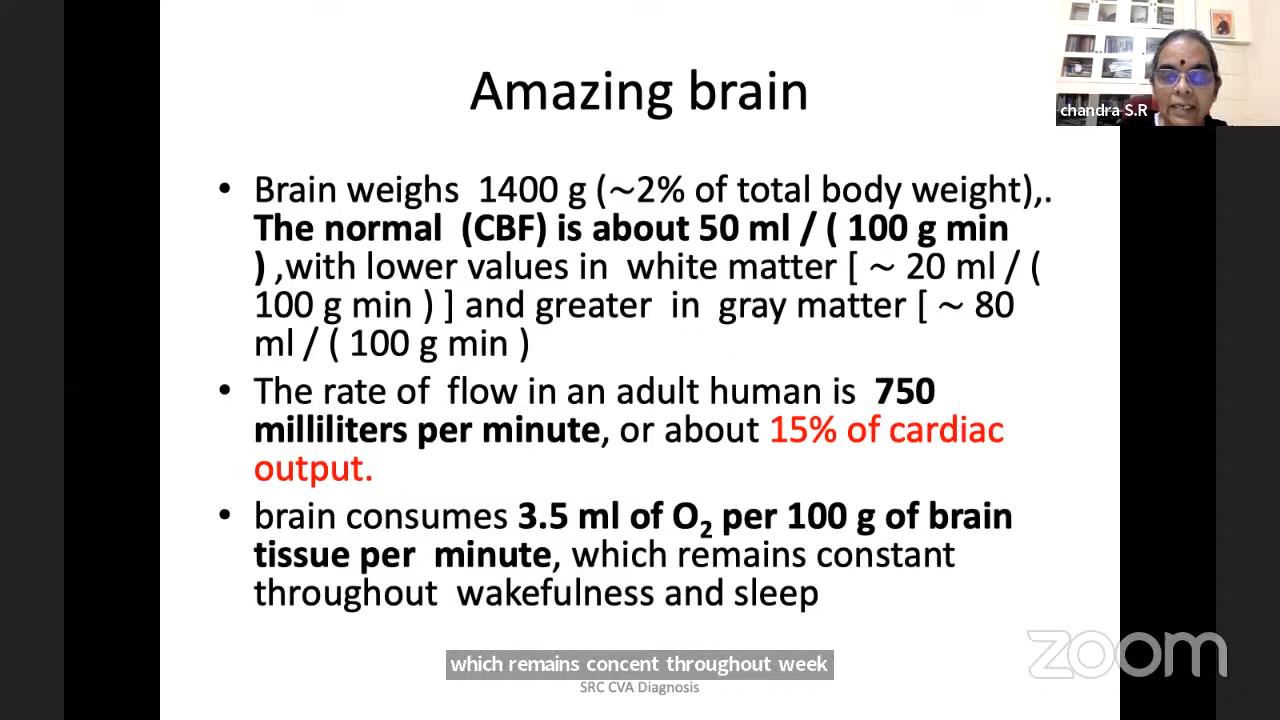 Amazing brain
chandra S.R
• Brain weighs 1400 g (~2% of total body weight),.
The normal (CBF) is about 50 ml / ( 100 g min
) ,with lower values in white matter [ ~ 20 ml / (
100 g min ) ] and greater in gray matter [ ~ 80
ml / ( 100 g min )
• The rate of flow in an adult human is 750
milliliters per minute, or about 15% of cardiac
output.
• brain consumes 3.5 ml of O₂ per 100 g of brain
tissue per minute, which remains constant
throughout wakefulness and sleep
zoom
which remains concent throughout week
SRC CVA Diagnosis